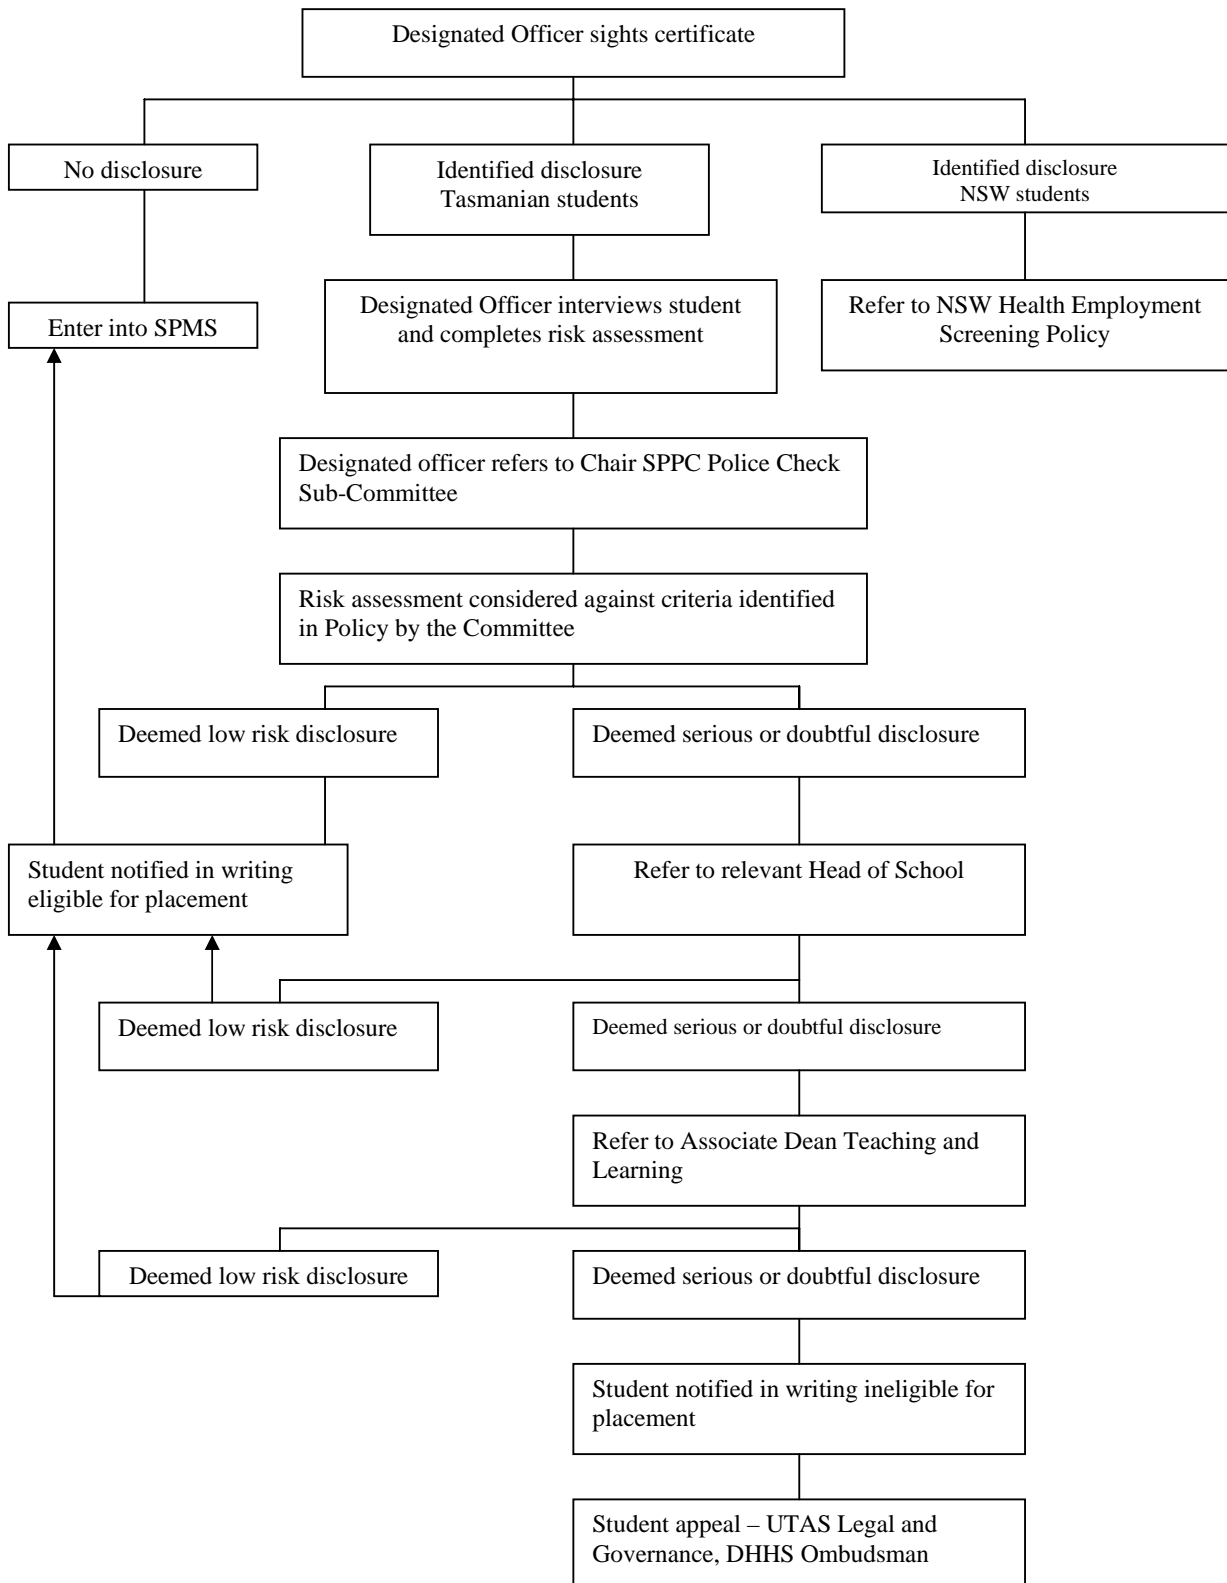 Designated Officer sights certificate
No disclosure
Identified disclosure
Tasmanian students
Identified disclosure
NSW students
Enter into SPMS
Designated Officer interviews student
and completes risk assessment
Refer to NSW Health Employment
Screening Policy
Designated officer refers to Chair SPPC Police Check
Sub-Committee
Risk assessment considered against criteria identified
in Policy by the Committee
Deemed low risk disclosure
Deemed serious or doubtful disclosure
Student notified in writing
eligible for placement
Refer to relevant Head of School
Deemed low risk disclosure
Deemed serious or doubtful disclosure
Refer to Associate Dean Teaching and
Learning
Deemed low risk disclosure
Deemed serious or doubtful disclosure
Student notified in writing ineligible for
placement
Student appeal – UTAS Legal and
Governance, DHHS Ombudsman